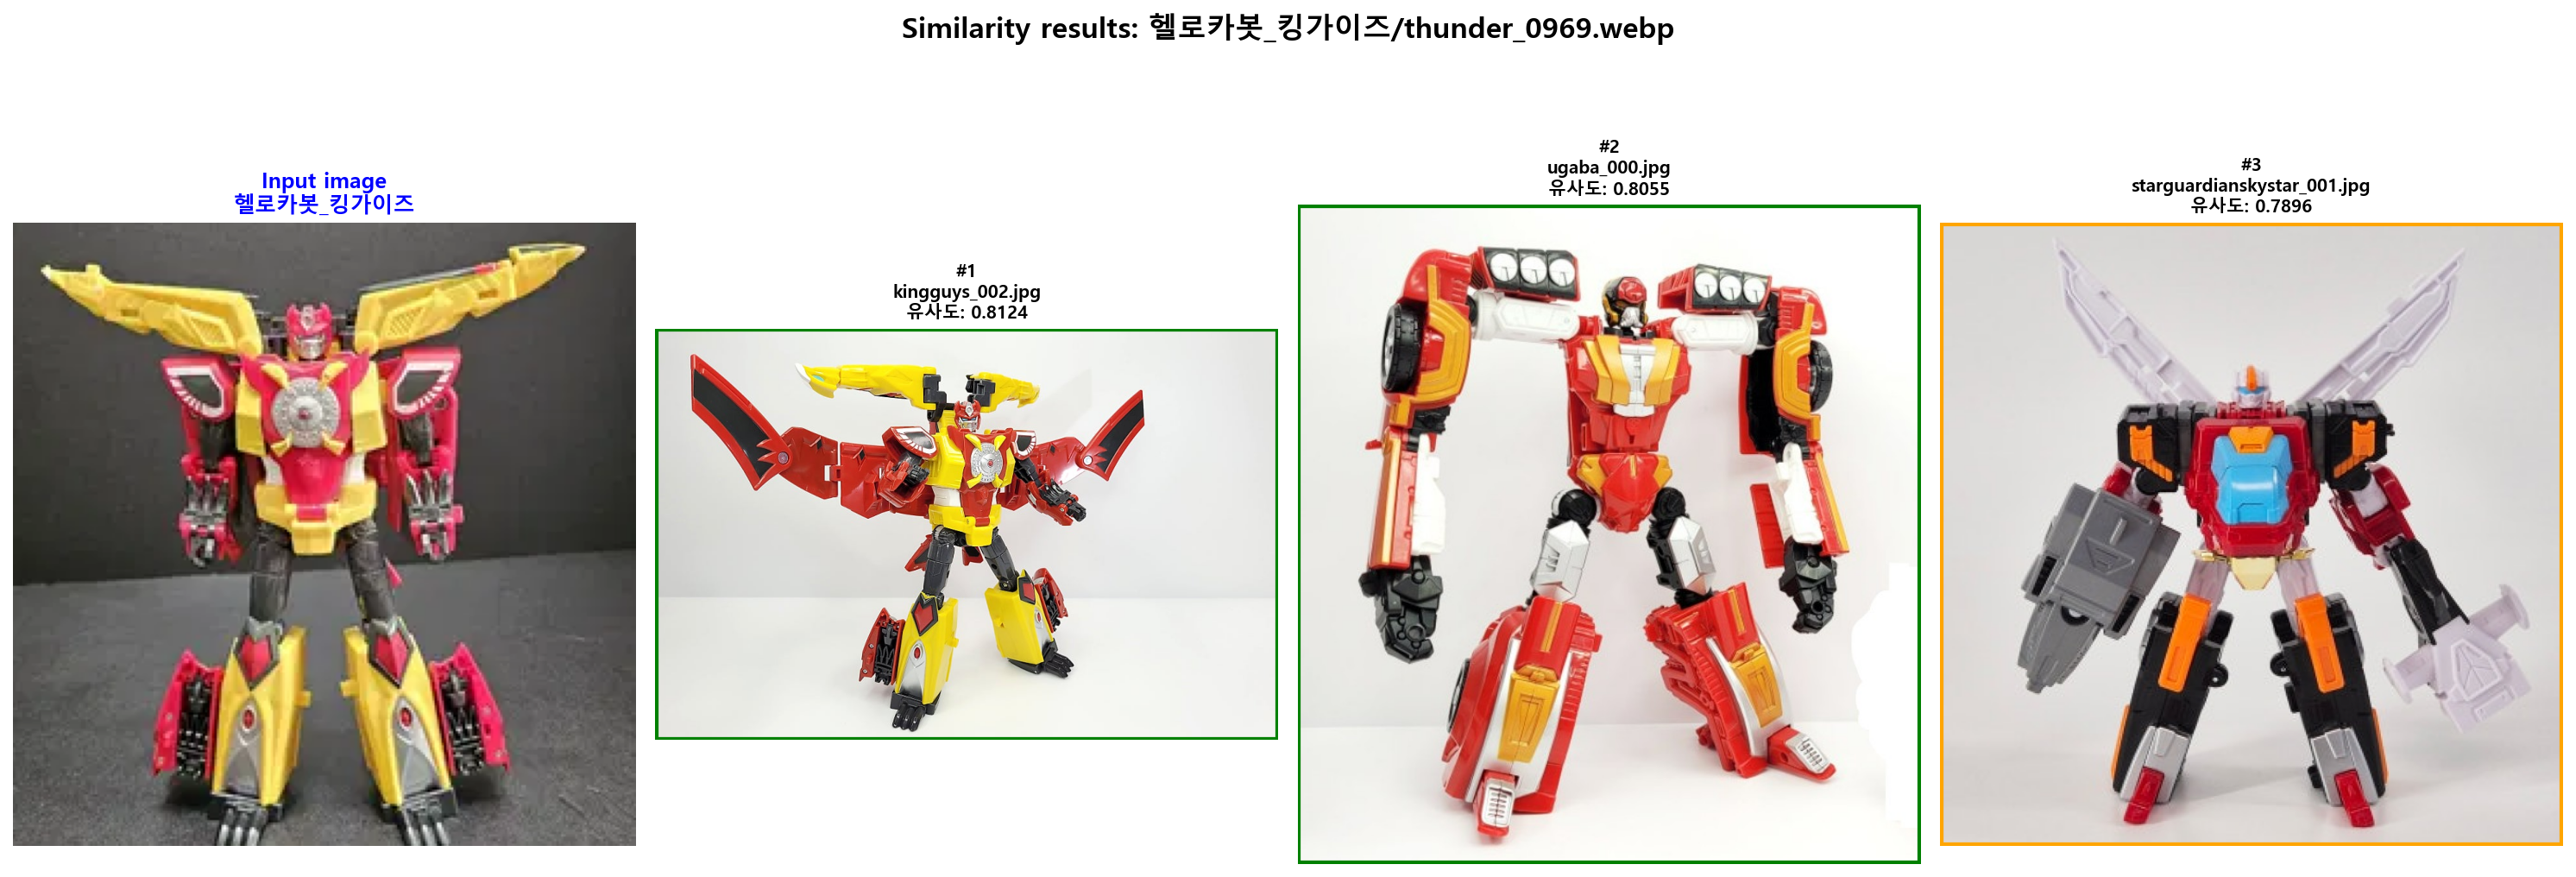 Similarity results: 헬로카봇_킹가이즈/thunder_0969.webp
Input image
헬로카봇_킹가이즈
#1
kingguys_002.jpg
유사도: 0.8124
#2
ugaba_000.jpg
유사도: 0.8055
#3
starguardianskystar_001.jpg
유사도: 0.7896